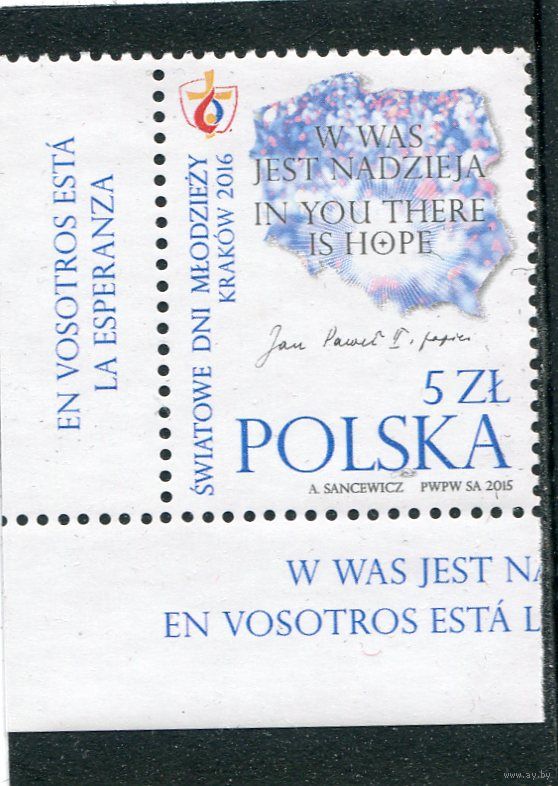 EN VOSOTROS ESTÁ
LA ESPERANZA
ŚWIATOWE DNI MŁODZIEŻY
KRAKÓW 2016
W WAS
JEST NADZIEJA
IN YOU THERE
IS HOPE
Jan Paweł II, papież
5 ZŁ
POLSKA
A. SANCEWICZ PWPW SA 2015
W WAS JEST NA
EN VOSOTROS ESTÁ L
www.ay.by